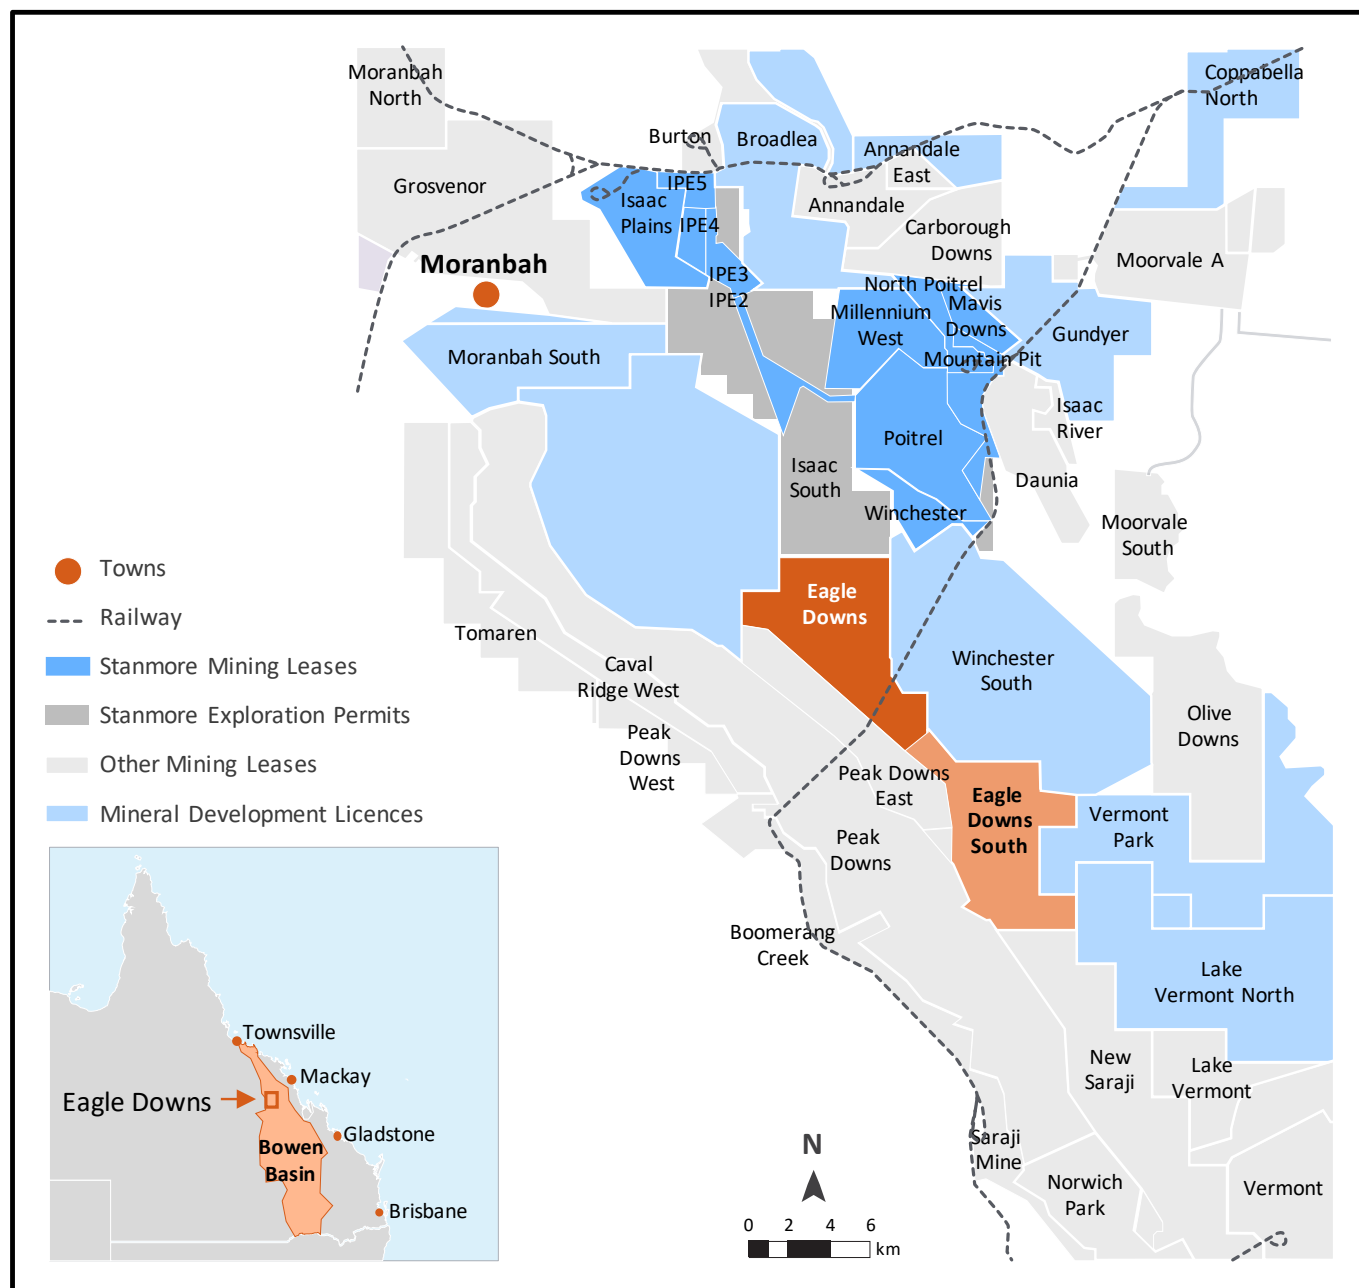 Moranbah
North
Coppabella
North
Burton
Broadlea
Annandale
East
Grosvenor
IPE5
Isaac
Plains
Annandale
IPE4
Carborough
Downs
Moranbah
IPE3
Moorvale A
North Poitrel
IPE2
Millennium
West
Mavis
Downs
Gundyer
Moranbah South
Mountain Pit
Isaac
River
Poitrel
Isaac
South
Daunia
Winchester
Moorvale
South
Towns
Railway
Stanmore Mining Leases
Stanmore Exploration Permits
Other Mining Leases
Mineral Development Licences
Eagle
Downs
Tomaren
Caval
Ridge West
Winchester
South
Peak
Downs
West
Olive
Downs
Peak Downs
East
Eagle
Downs
South
Vermont
Park
Peak
Downs
Boomerang
Creek
Lake
Vermont North
New
Saraji
Lake
Vermont
Saraji
Mine
Norwich
Park
Vermont
Townsville
Mackay
Eagle Downs
Gladstone
Bowen
Basin
Brisbane
N
0 2 4 6
km